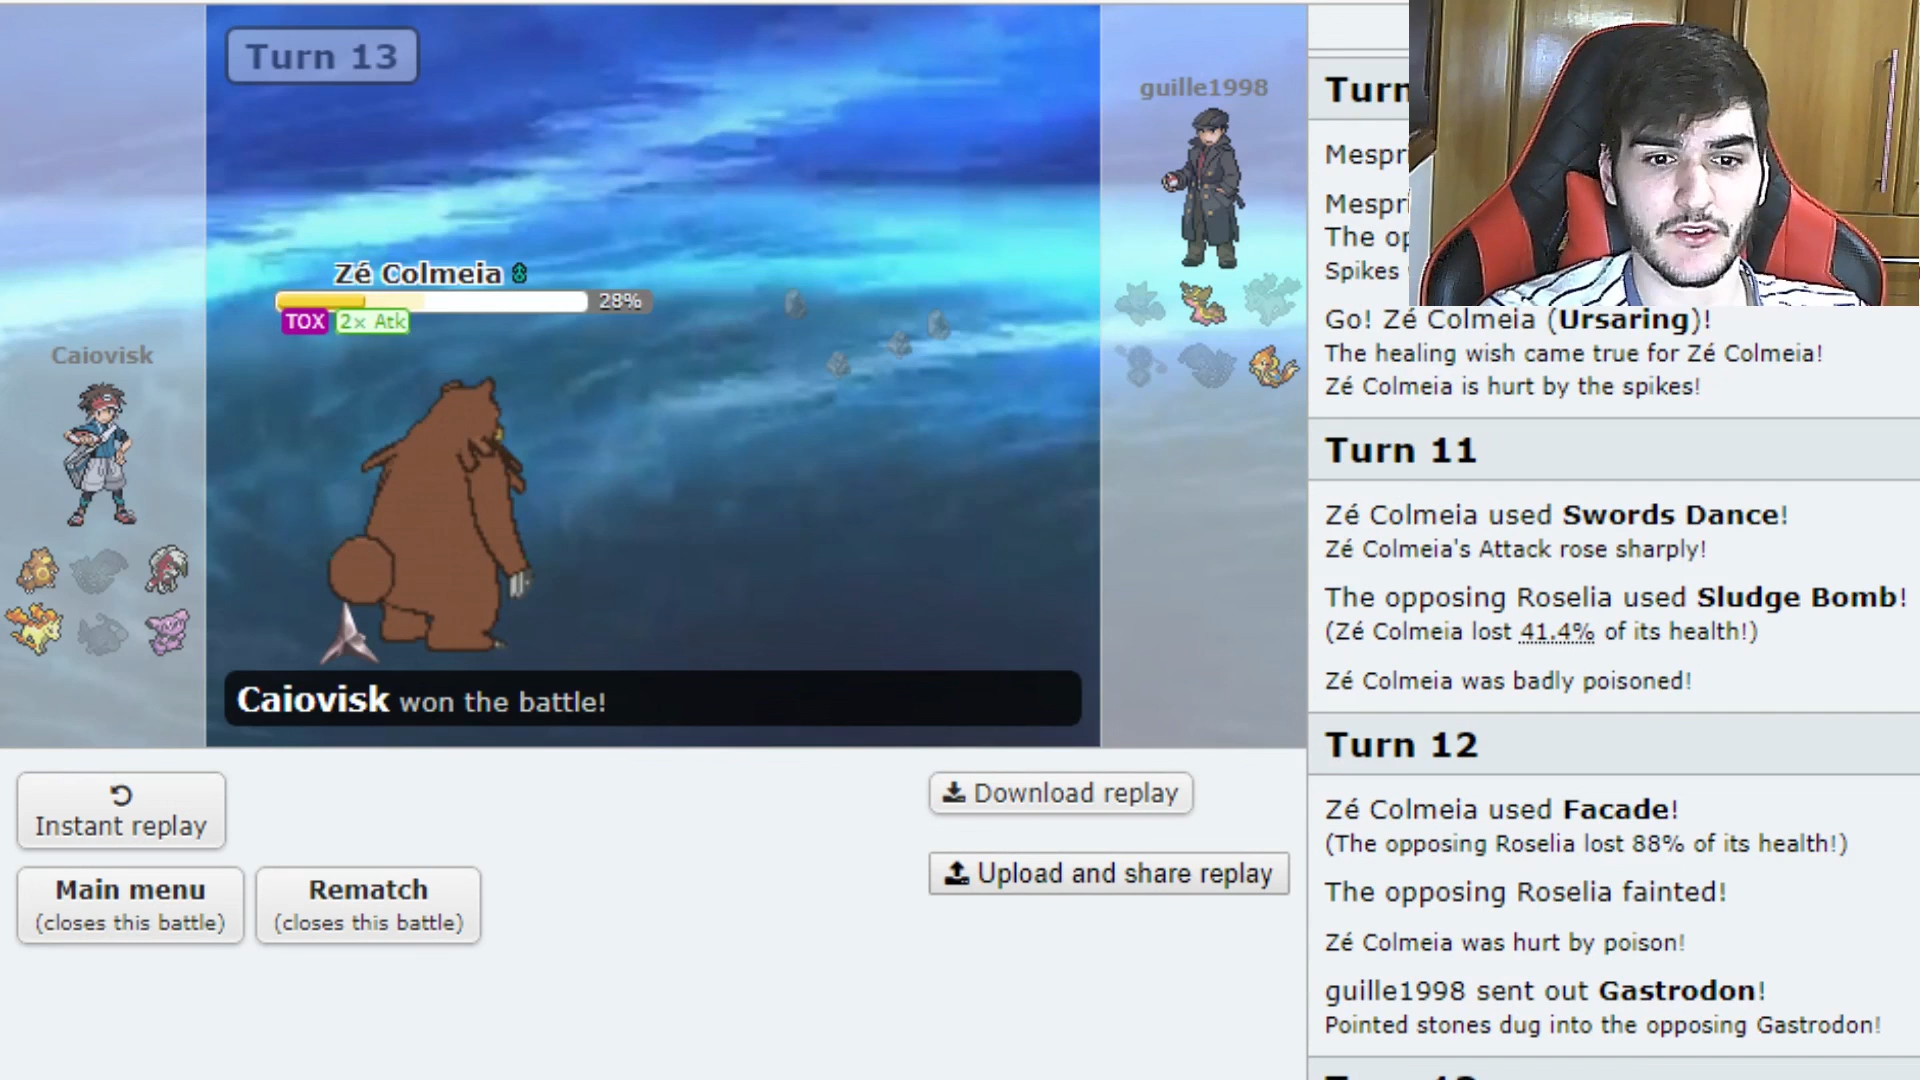 Turn 13
Zé Colmeia
28%
TOX 2x Atk
Caiovisk
guille1998
Caiovisk won the battle!
Instant replay
Main menu
(closes this battle)
Rematch
(closes this battle)
Download replay
Upload and share replay
Turn
Mespr
Mespr
The op
Spikes
Go! Zé Colmeia (Ursaring)!
The healing wish came true for Zé Colmeia!
Zé Colmeia is hurt by the spikes!
Turn 11
Zé Colmeia used Swords Dance!
Zé Colmeia's Attack rose sharply!
The opposing Roselia used Sludge Bomb!
(Zé Colmeia lost 41.4% of its health!)
Zé Colmeia was badly poisoned!
Turn 12
Zé Colmeia used Facade!
(The opposing Roselia lost 88% of its health!)
The opposing Roselia fainted!
Zé Colmeia was hurt by poison!
guille1998 sent out Gastrodon!
Pointed stones dug into the opposing Gastrodon!